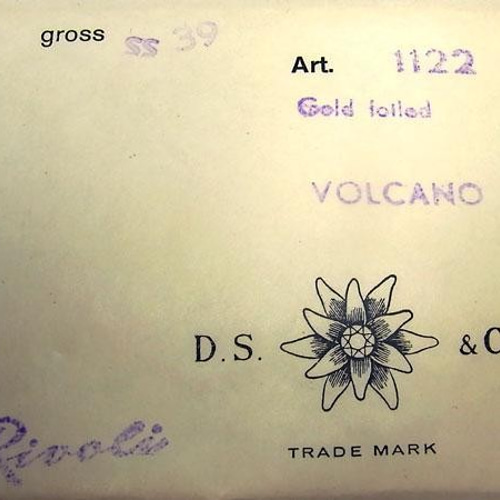 gross ss 39
Art. 1122
Gold foiled
VOLCANO
D.S. & C
Rivoli
TRADE MARK